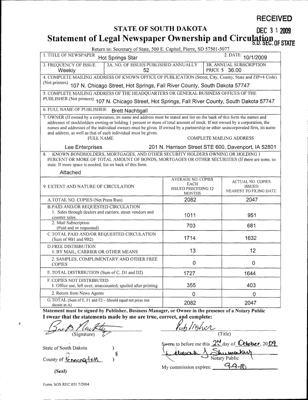 RECEIVED
DEC 31 2009
S.D. SEC. OF STATE
STATE OF SOUTH DAKOTA
Statement of Legal Newspaper Ownership and Circulation
Return to: Secretary of State, 500 E. Capitol, Pierre, SD 57501-5077
1. TITLE OF NEWSPAPER Hot Springs Star
2. DATE 10/1/2009
3. FREQUENCY OF ISSUE Weekly
3A. NO. OF ISSUES PUBLISHED ANNUALLY 52
3B. ANNUAL SUBSCRIPTION PRICE $ 36.00
4. COMPLETE MAILING ADDRESS OF KNOWN OFFICE OF PUBLICATION (Street, City, County, State and ZIP+4 Code)
(Not printers) 107 N. Chicago Street, Hot Springs, Fall River County, South Dakota 57747
5. COMPLETE MAILING ADDRESS OF THE HEADQUARTERS OR GENERAL BUSINESS OFFICES OF THE
PUBLISHER (Not printers) 107 N. Chicago Street, Hot Springs, Fall River County, South Dakota 57747
6. FULL NAME OF PUBLISHER Brett Nachtigall
7. OWNER (If owned by a corporation, its name and address must be stated and
addresses of stockholders owning or holding 1 percent or more of total amount of stock. If not owned by a corporation, the
names and addresses of the individual owners must be given. If owned by a partnership or other unincorporated firm, its name
and address, as well as that of each individual must be given.
FULL NAME
COMPLETE MAILING ADDRESS
Lee Enterprises
201 N. Harrison Street STE 600, Davenport, IA 52801
8. KNOWN BONDHOLDERS, MORTGAGEES, AND OTHER SECURITY HOLDERS OWNING OR HOLDING 1
PERCENT OR MORE OF TOTAL AMOUNT OF BONDS, MORTGAGES OR OTHER SECURITIES (If there are none, so
state. If more space is needed, list on back of this form.
Attached
9. EXTENT AND NATURE OF CIRCULATION
AVERAGE NO. COPIES EACH ISSUED PRECEDING 12 MONTHS
ACTUAL NO. COPIES ISSUED NEAREST TO FILING DATE
A. TOTAL NO. COPIES (Net Press Run) 2082 2047
B. PAID AND/OR REQUESTED CIRCULATION
1. Sales through dealers and carriers, street vendors and counter sales. 1011 951
2. Mail Subscription (Paid and or requested) 703 681
C. TOTAL PAID AND/OR REQUESTED CIRCULATION (Sum of 9B1 and 9B2) 1714 1632
D. FREE DISTRIBUTION
1. BY MAIL, CARRIER OR OTHER MEANS 13 12
2. SAMPLES, COMPLIMENTARY AND OTHER FREE COPIES 0 0
E. TOTAL DISTRIBUTION (Sum of C, D1 and D2) 1727 1644
F. COPIES NOT DISTRIBUTED
1. Office use, left over, unaccounted, spoiled after printing 355 403
2. Return from News Agents 0 0
G. TOTAL (Sum of E, F1 and F2 - Should equal net press run shown in A) 2082 2047
Statement must be signed by Publisher, Business Manager, or Owner in the presence of a Notary Public
I swear that the statements made by me are true, correct, and complete:
Publisher
(Signature)
(Title)
State of South Dakota
Sworn to before me this 2nd day of October, 2009
County of Pennington
Notary Public
(Seal)
My commission expires:
Form: SOS REC 051 7/2004